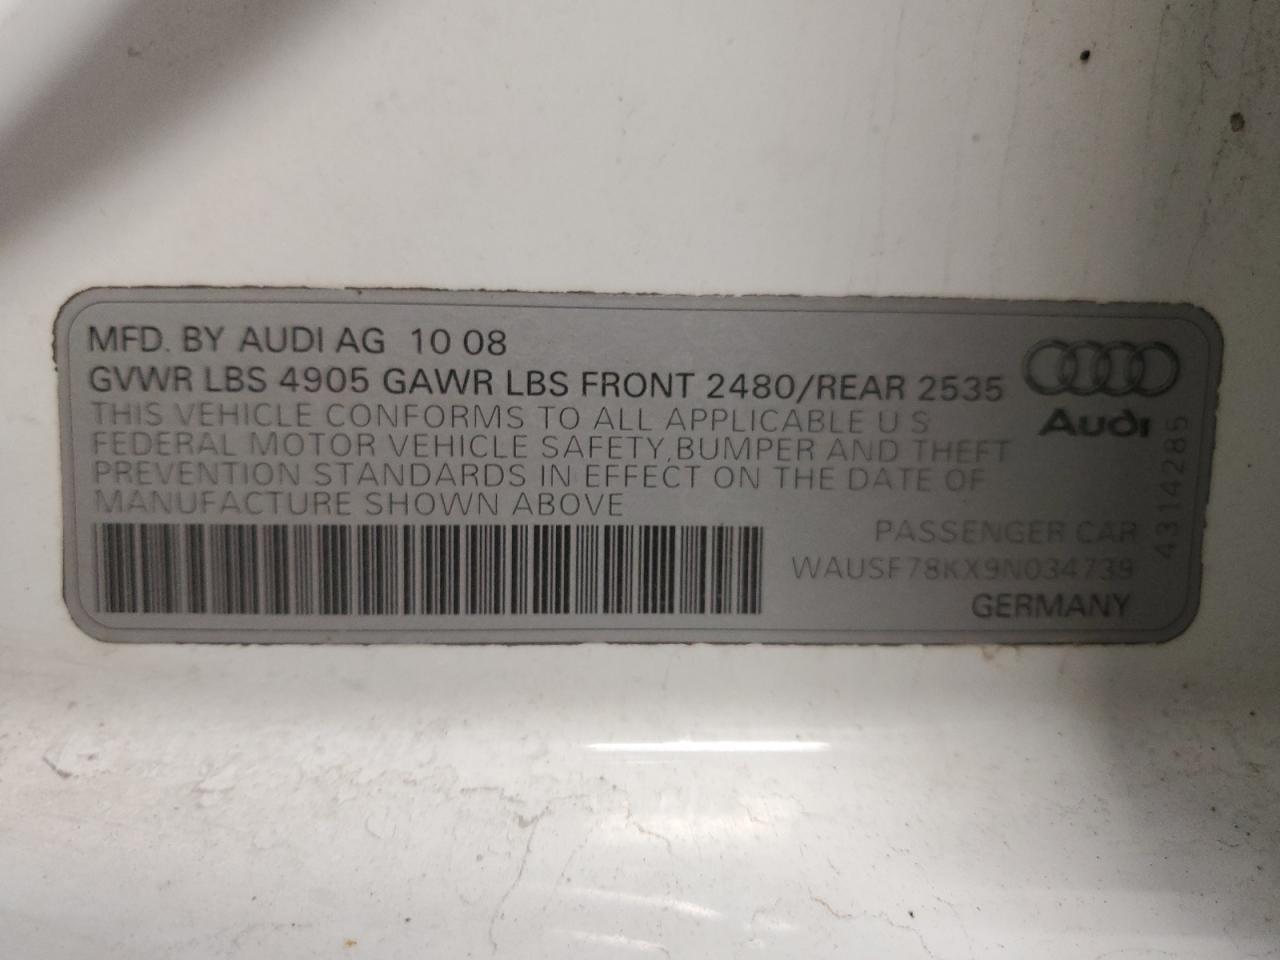 MFD. BY AUDI AG 10 08
GVWR LBS 4905 GAWR LBS FRONT 2480/REAR 2535
THIS VEHICLE CONFORMS TO ALL APPLICABLE U S
FEDERAL MOTOR VEHICLE SAFETY,BUMPER AND THEFT
PREVENTION STANDARDS IN EFFECT ON THE DATE OF
MANUFACTURE SHOWN ABOVE
Audi
4314285
PASSENGER CAR
WAUSF78KX9N034739
GERMANY